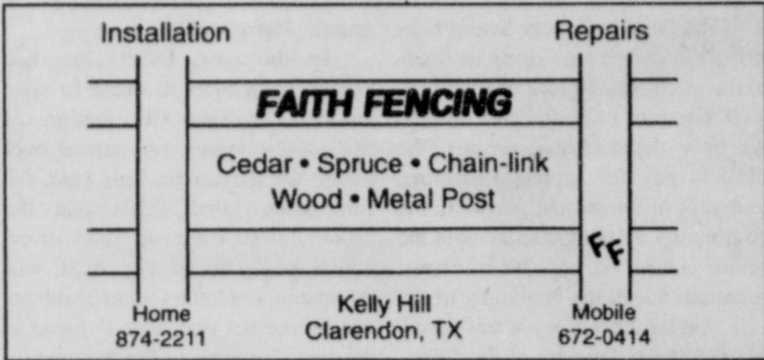 Installation Repairs
FAITH FENCING
Cedar • Spruce • Chain-link
Wood • Metal Post
FF
Home Kelly Hill Mobile
874-2211 Clarendon, TX 672-0414